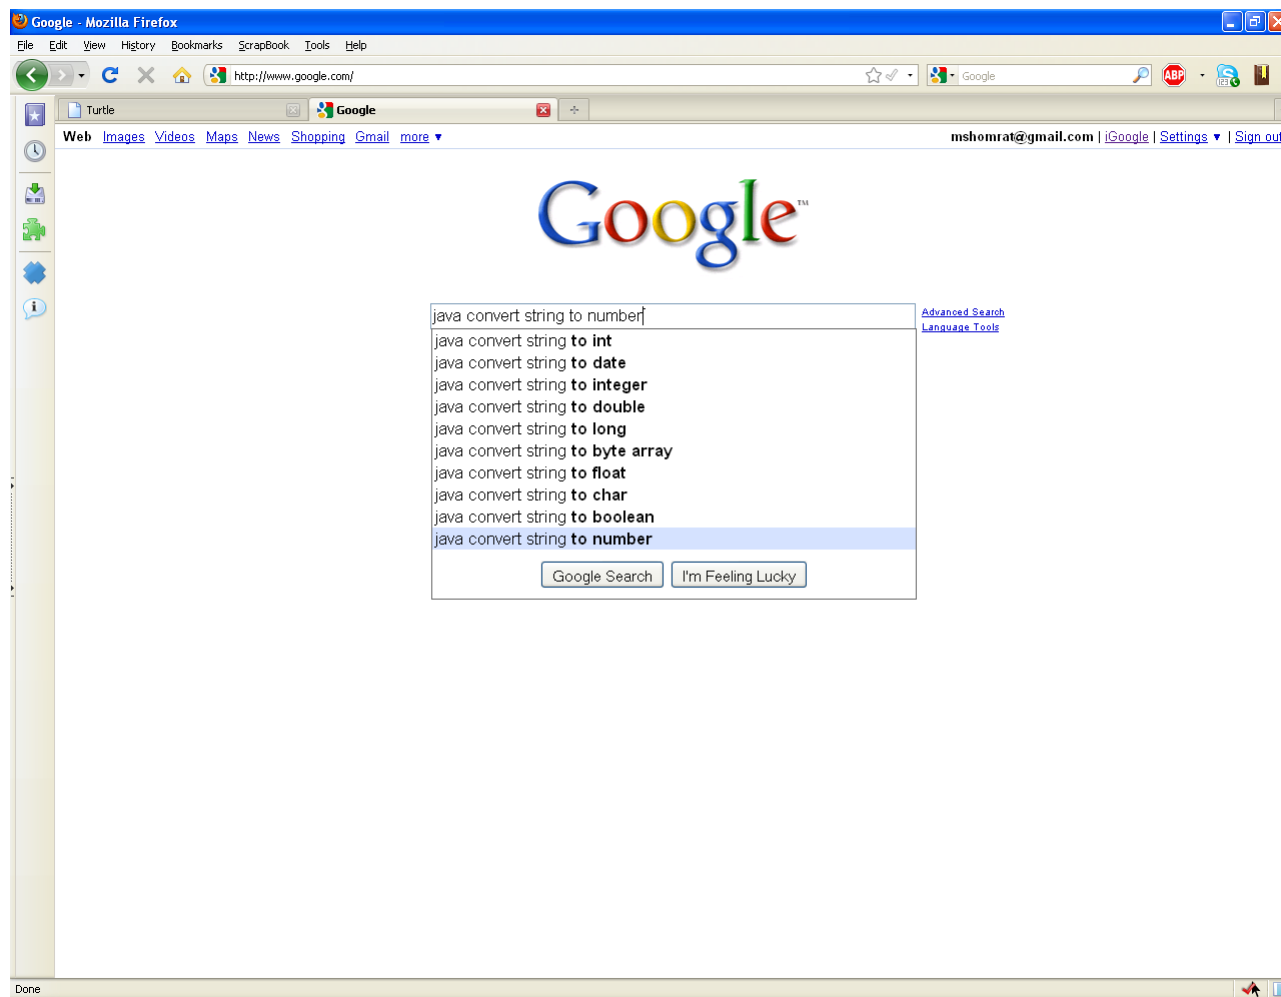 Google - Mozilla Firefox
File Edit View History Bookmarks ScrapBook Tools Help
http://www.google.com/ Google ABP 123
Turtle Google
Web Images Videos Maps News Shopping Gmail more ▼ mshomrat@gmail.com | iGoogle | Settings ▼ | Sign out
Google™
java convert string to number Advanced Search
Language Tools
java convert string to int
java convert string to date
java convert string to integer
java convert string to double
java convert string to long
java convert string to byte array
java convert string to float
java convert string to char
java convert string to boolean
java convert string to number
Google Search I'm Feeling Lucky
Done